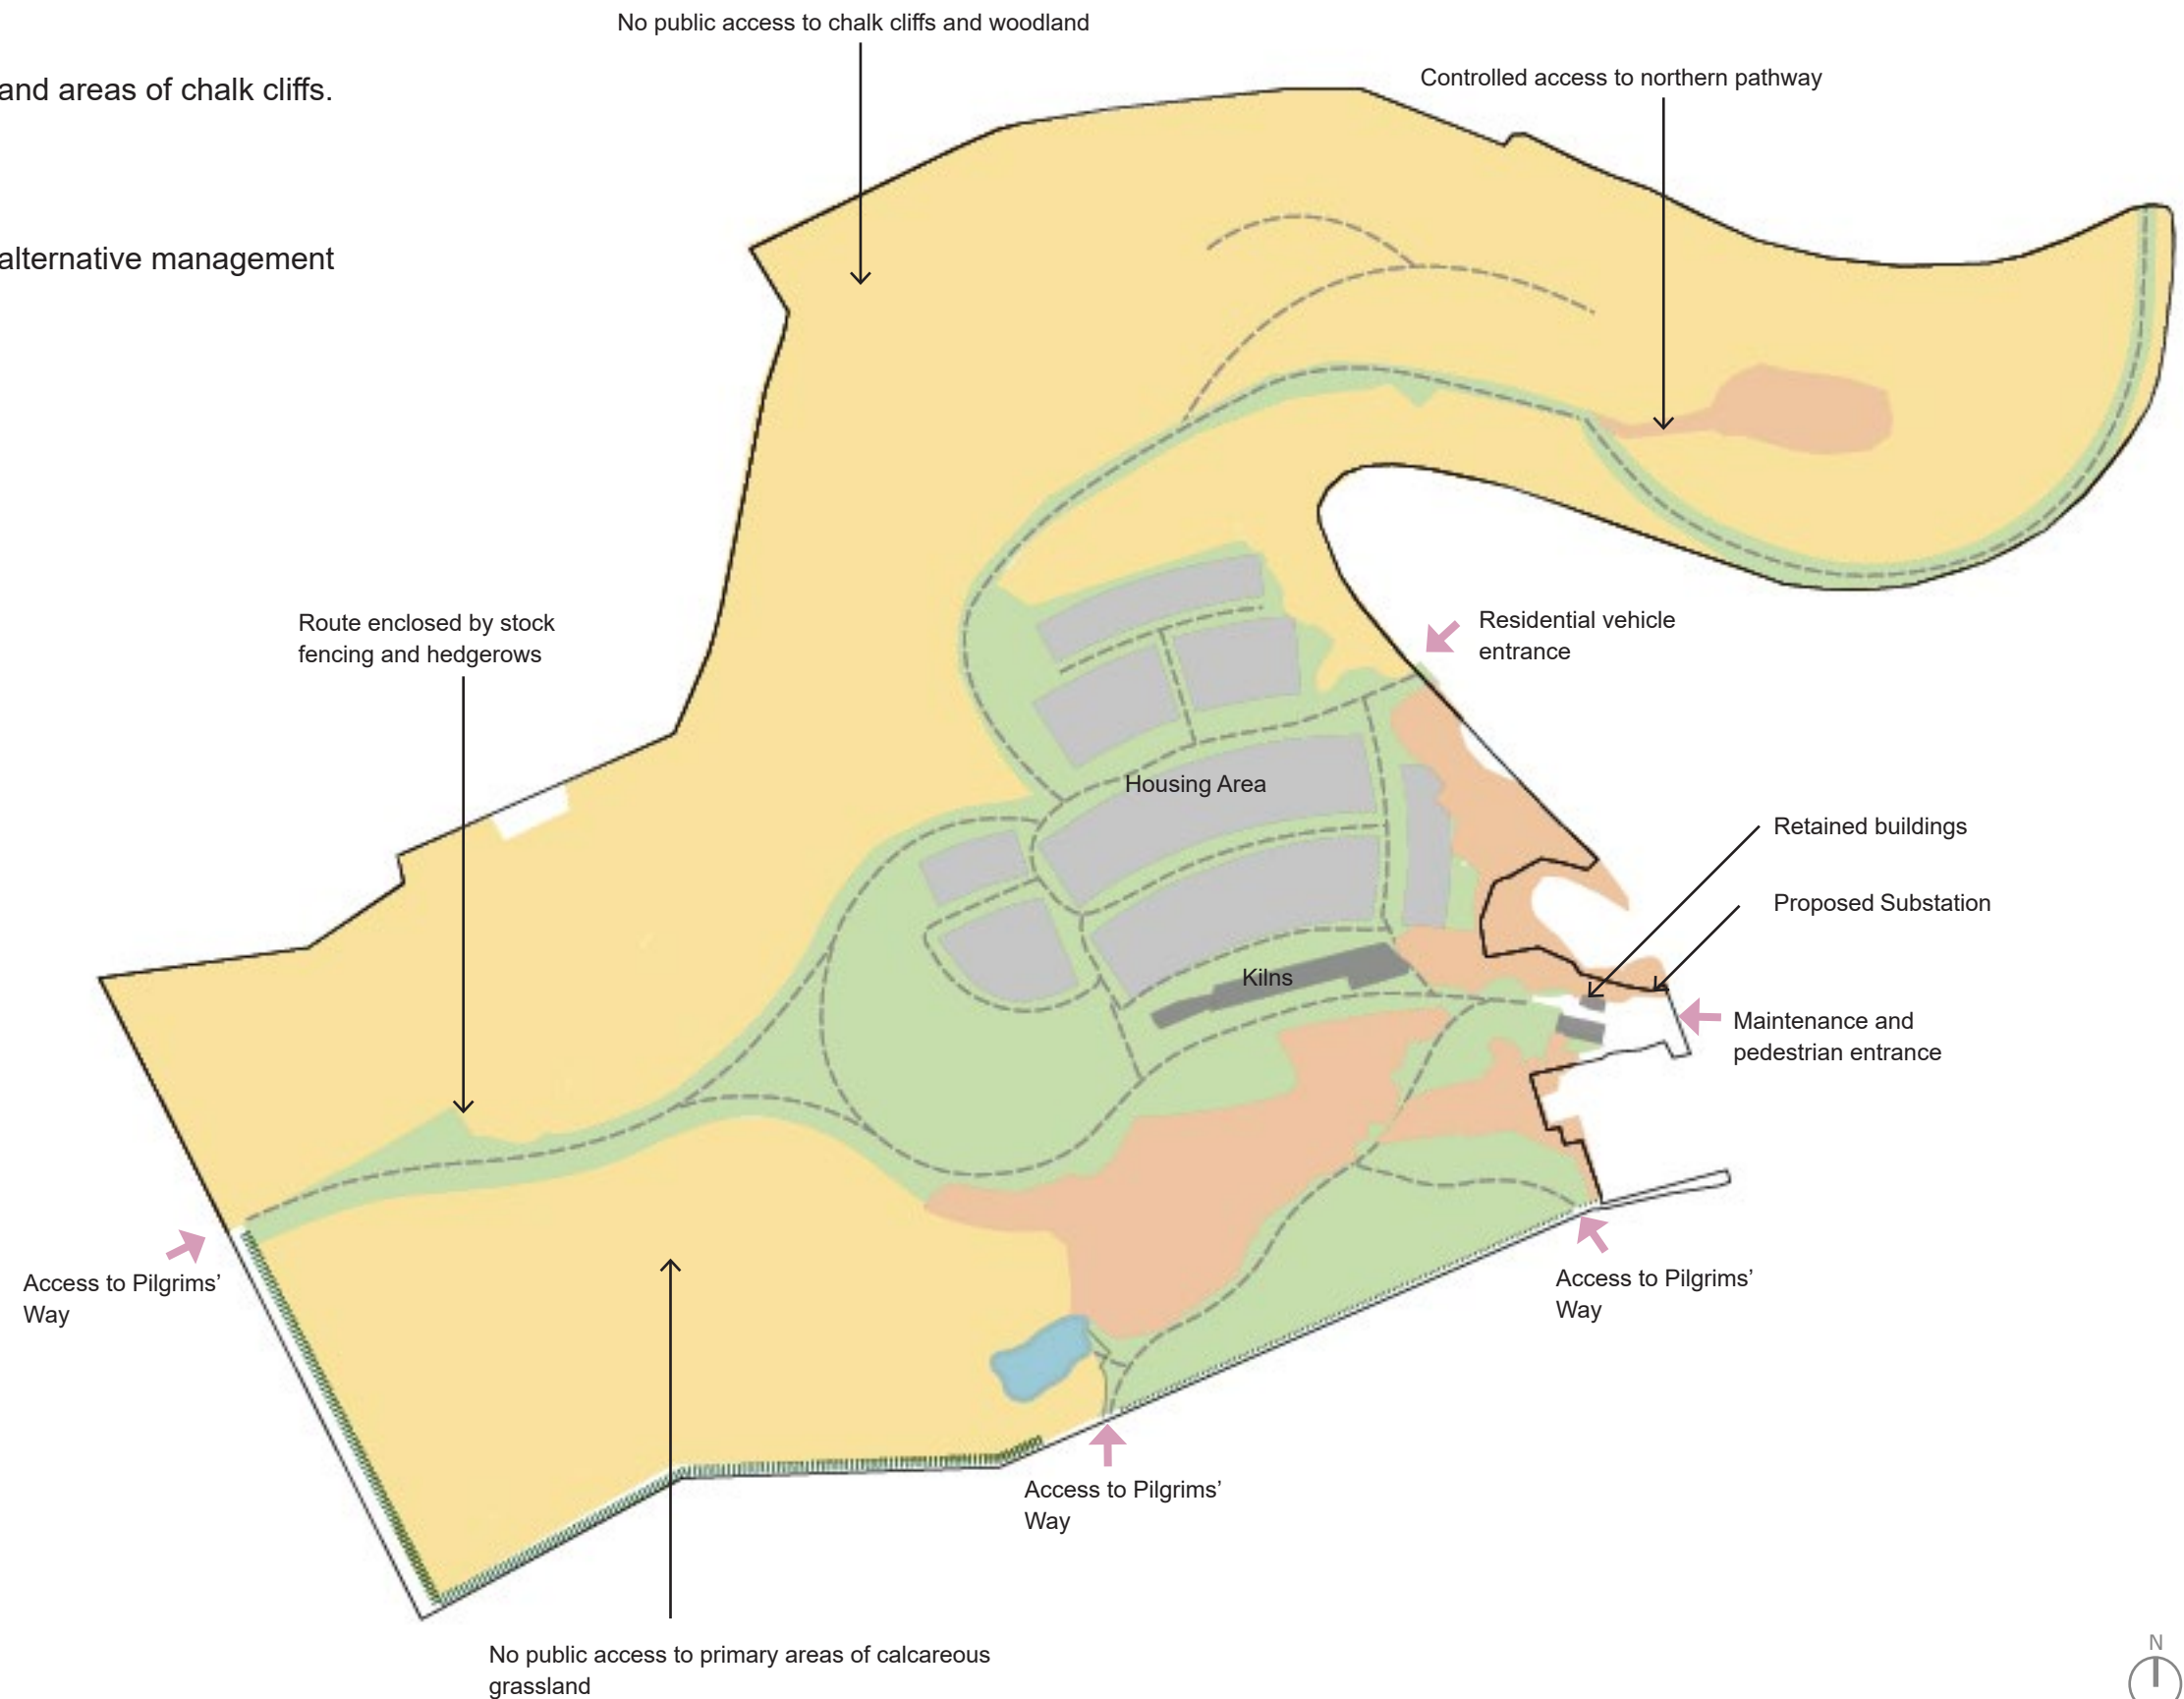 No public access to chalk cliffs and woodland
Controlled access to northern pathway
and areas of chalk cliffs.
alternative management
Route enclosed by stock
fencing and hedgerows
Residential vehicle
entrance
Housing Area
Retained buildings
Proposed Substation
Kilns
Maintenance and
pedestrian entrance
Access to Pilgrims’
Way
Access to Pilgrims’
Way
Access to Pilgrims’
Way
No public access to primary areas of calcareous
grassland
N